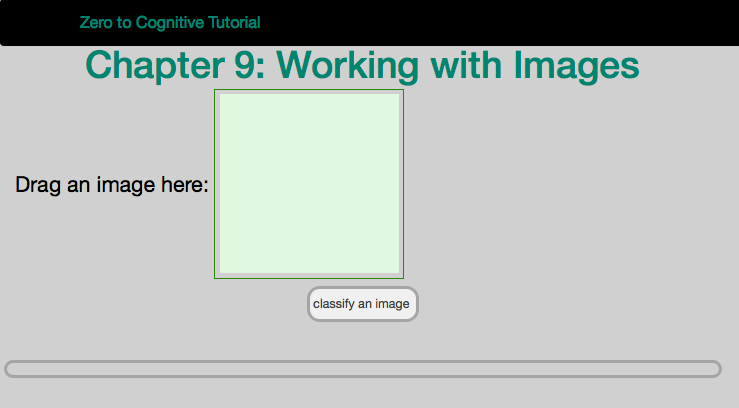 Zero to Cognitive Tutorial
Chapter 9: Working with Images
Drag an image here:
classify an image